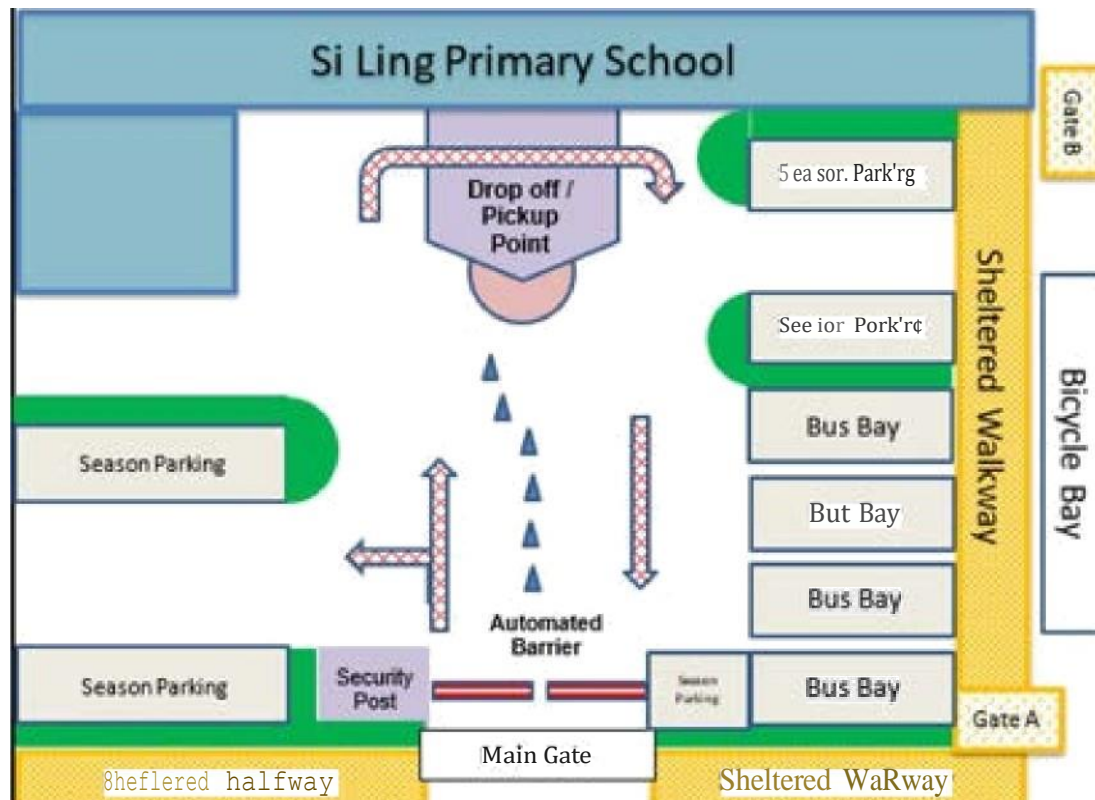 Si Ling Primary School
Gate B
5 ea sor. Park'rg
Drop off /
Pickup
Point
Sheltered Walkway
See ior Pork'r¢
Bicycle Bay
Bus Bay
Season Parking
But Bay
Bus Bay
Automated
Barrier
Season Parking
Security
Post
Season
Parking
Bus Bay
Gate A
Main Gate
8heflered halfway
Sheltered WaRway